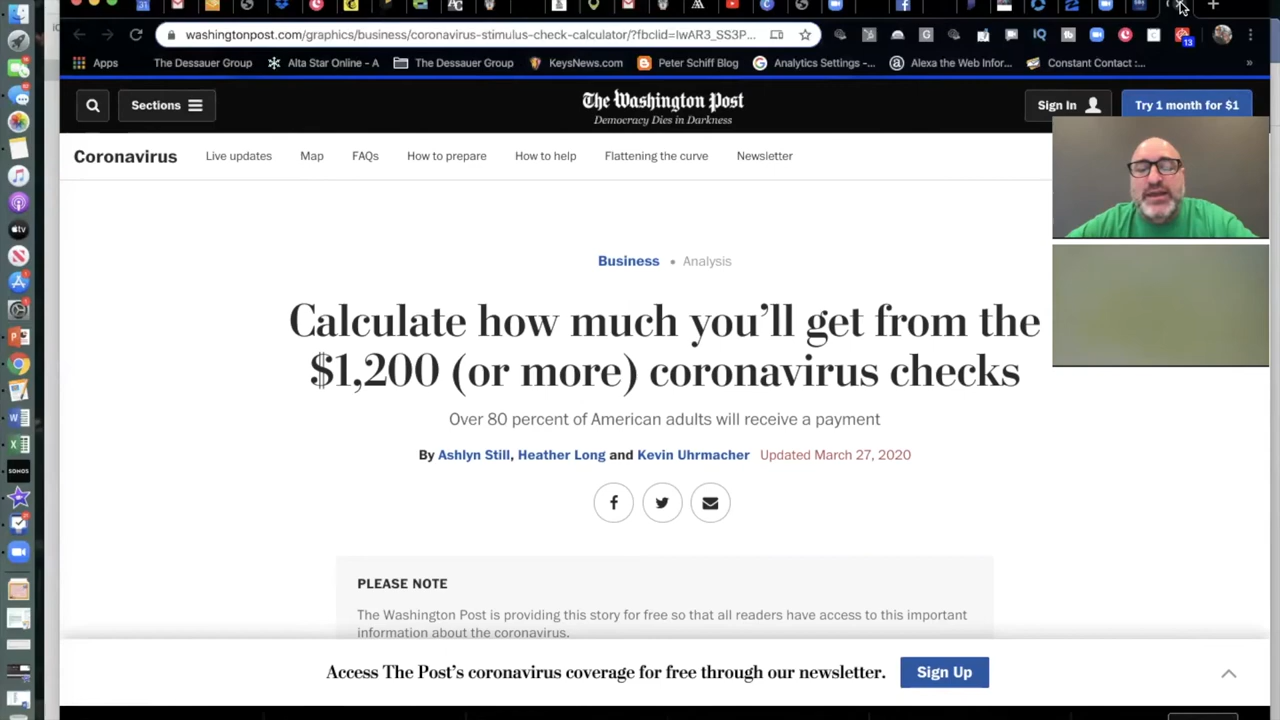 washingtonpost.com/graphics/business/coronavirus-stimulus-check-calculator/?fbclid=IwAR3_SS3P...
13
Apps The Dessauer Group Alta Star Online - A The Dessauer Group KeysNews.com Peter Schiff Blog Analytics Settings -... Alexa the Web Infor... Constant Contact :... »
Sections The Washington Post Sign In Try 1 month for $1
Democracy Dies in Darkness
Coronavirus Live updates Map FAQs How to prepare How to help Flattening the curve Newsletter
Business • Analysis
Calculate how much you’ll get from the
$1,200 (or more) coronavirus checks
Over 80 percent of American adults will receive a payment
By Ashlyn Still, Heather Long and Kevin Uhrmacher Updated March 27, 2020
PLEASE NOTE
The Washington Post is providing this story for free so that all readers have access to this important
information about the coronavirus.
Access The Post’s coronavirus coverage for free through our newsletter. Sign Up
tv
SONOS